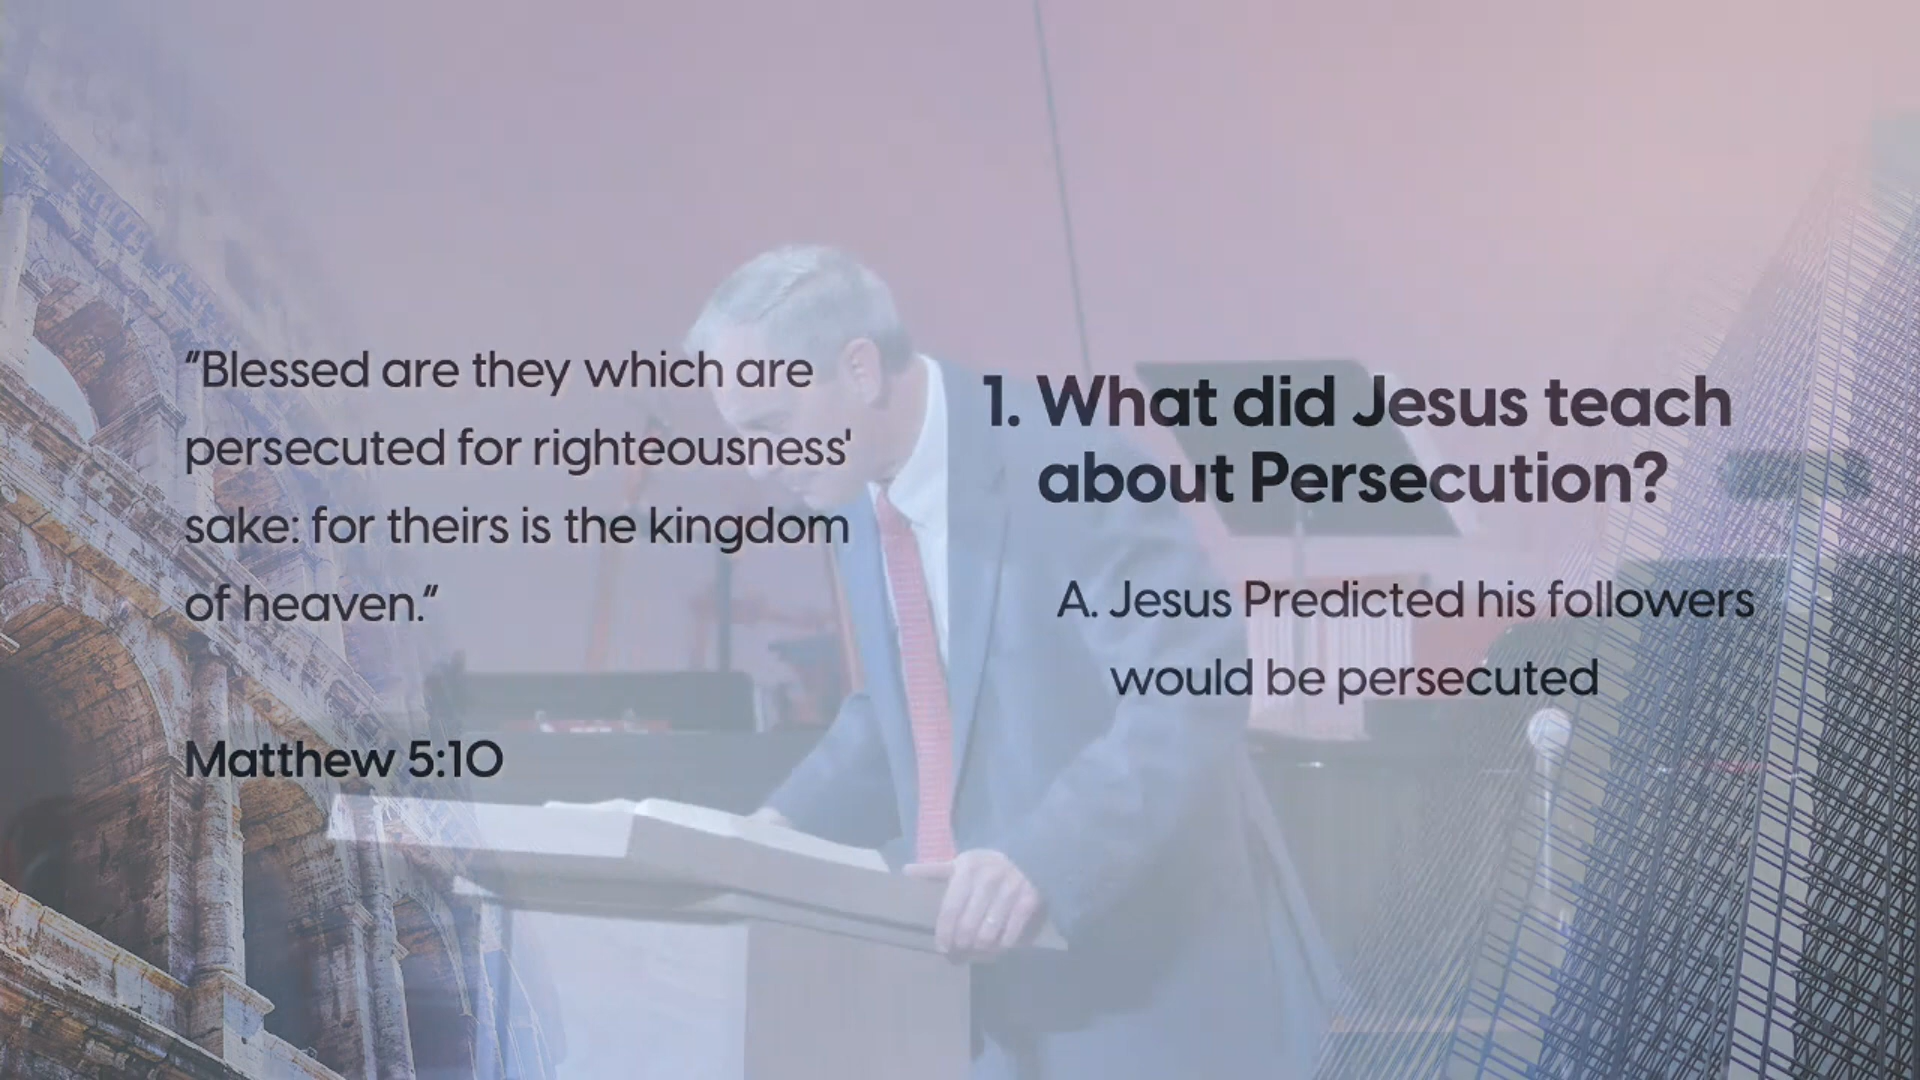 "Blessed are they which are
persecuted for righteousness'
sake: for theirs is the kingdom
of heaven."
Matthew 5:10
1. What did Jesus teach
about Persecution?
A. Jesus Predicted his followers
would be persecuted